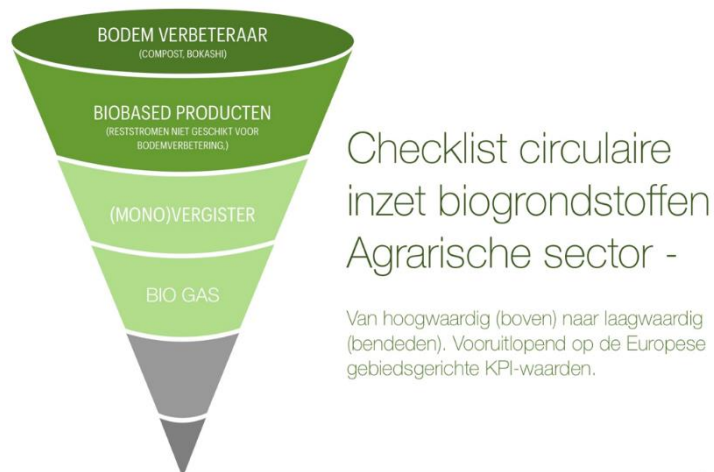 BODEM VERBETERAAR
(COMPOST, BOKASHI)
BIOBASED PRODUCTEN
(RESTSTROMEN NIET GESCHIKT VOOR
BODEMVERBETERING,)
(MONO)VERGISTER
BIO GAS
Checklist circulaire
inzet biogrondstoffen
Agrarische sector -
Van hoogwaardig (boven) naar laagwaardig
(bendeden). Vooruitlopend op de Europese
gebiedsgerichte KPI-waarden.